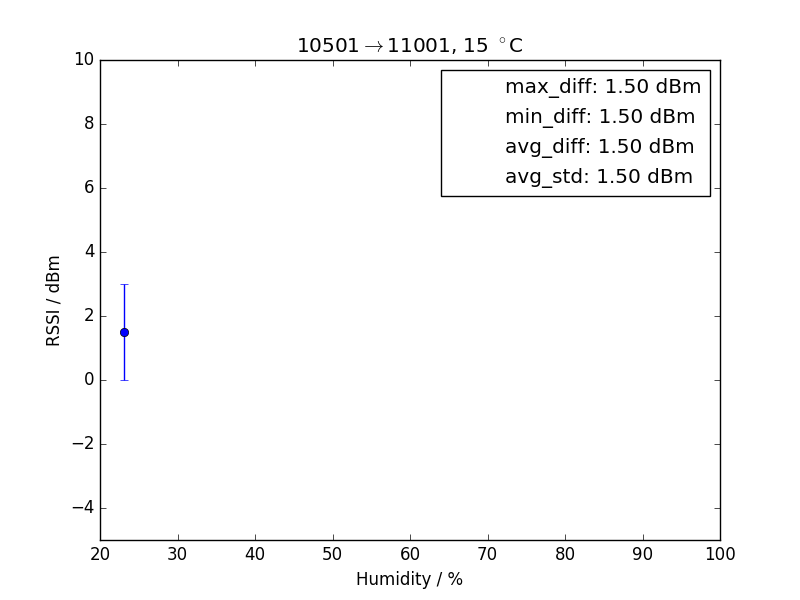 10501→11001, 15 °C
max_diff: 1.50 dBm
min_diff: 1.50 dBm
avg_diff: 1.50 dBm
avg_std: 1.50 dBm
RSSI / dBm
10
8
6
4
2
0
−2
−4
20 30 40 50 60 70 80 90 100
Humidity / %